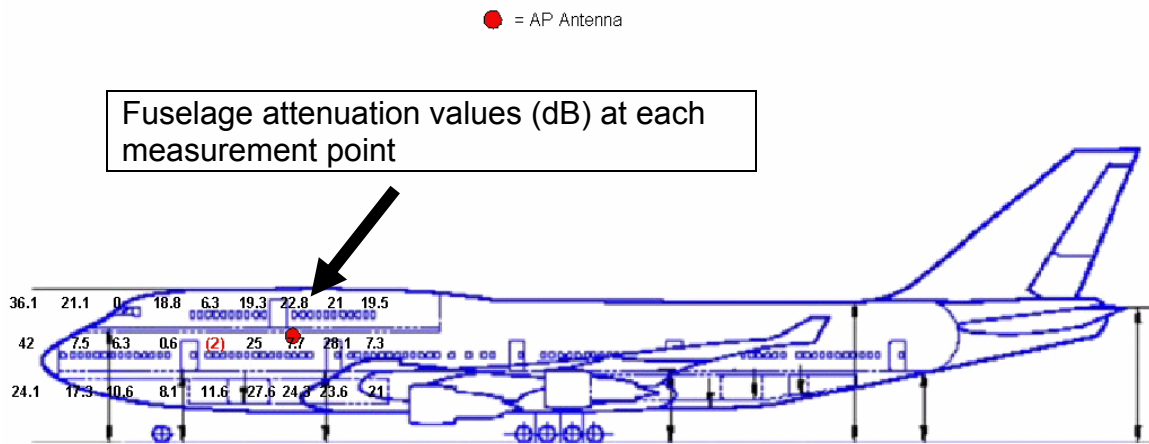 = AP Antenna
Fuselage attenuation values (dB) at each
measurement point
36.1 21.1 0 18.8 6.3 19.3 22.8 21 19.5
42 7.5 6.3 0.6 (2) 25 7.7 28.1 7.3
24.1 17.3 10.6 8.1 11.6 27.6 24.3 23.6 21